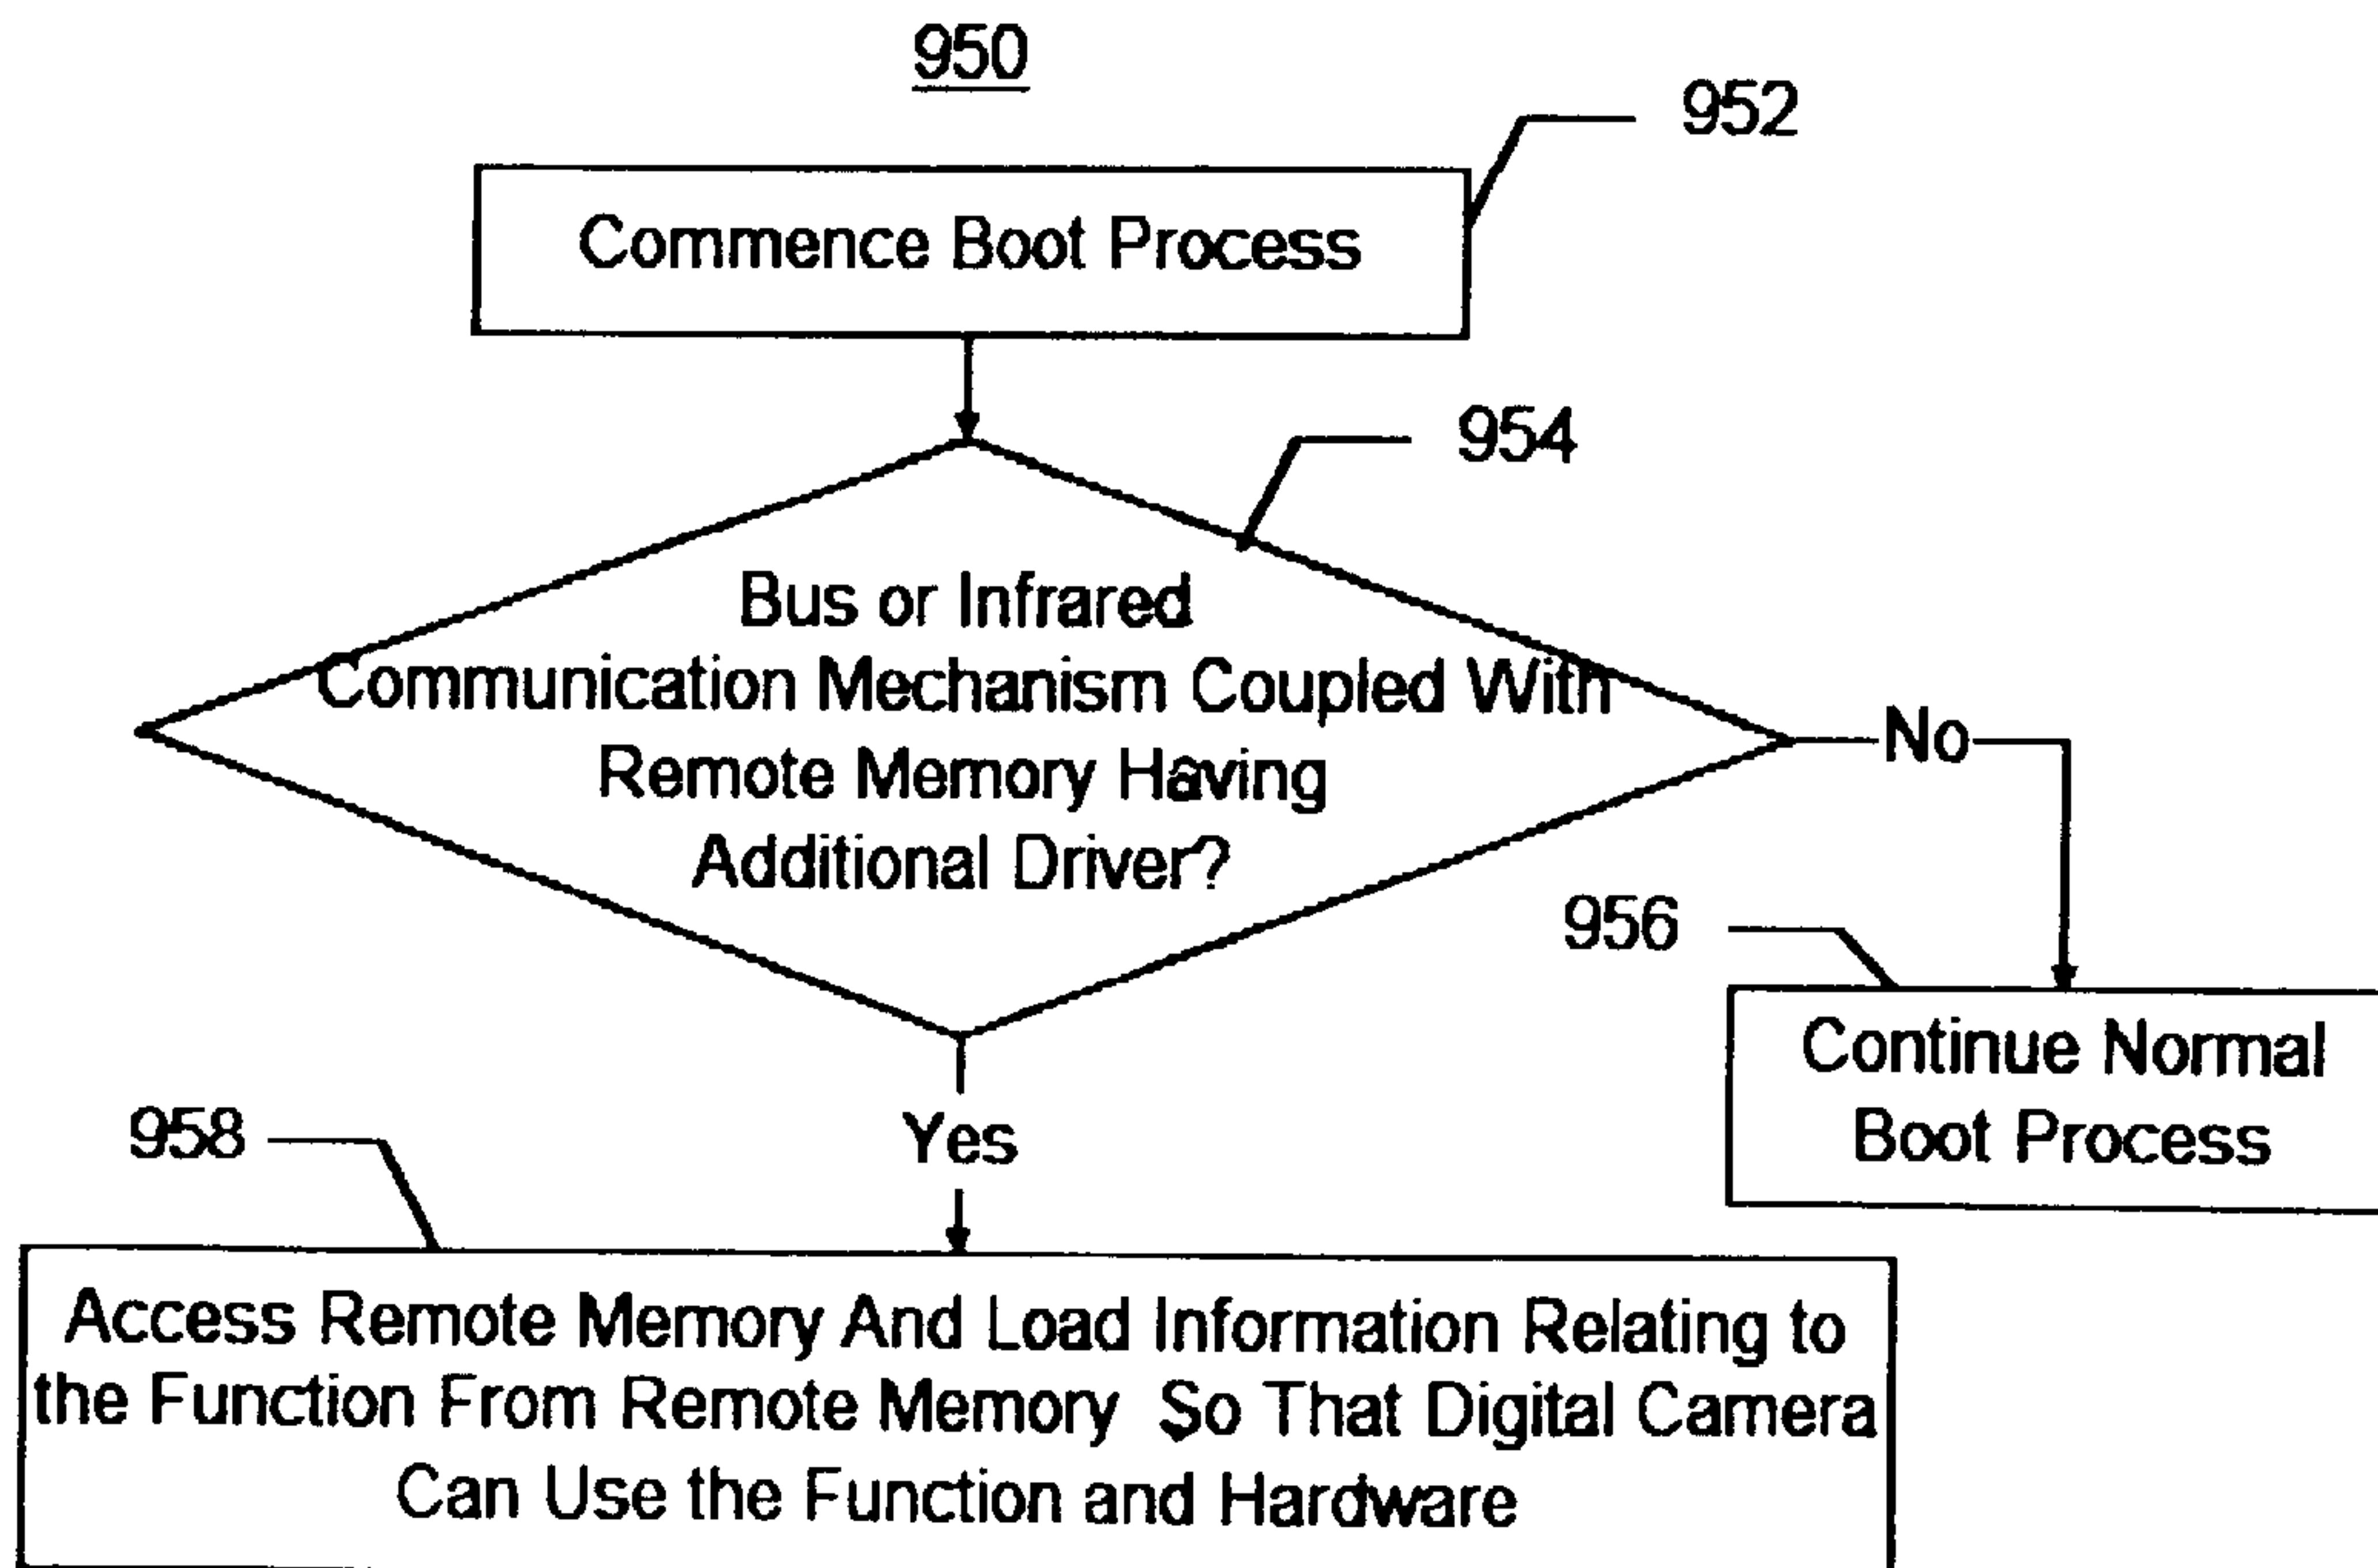 950
952
Commence Boot Process
954
Bus or Infrared
Communication Mechanism Coupled With
Remote Memory Having
Additional Driver?
No
956
Continue Normal
Boot Process
Yes
958
Access Remote Memory And Load Information Relating to
the Function From Remote Memory So That Digital Camera
Can Use the Function and Hardware